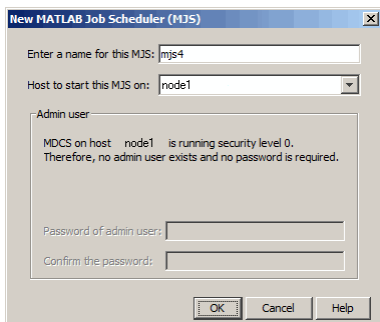 New MATLAB Job Scheduler (MJS)
Enter a name for this MJS: mjs4
Host to start this MJS on: node1
Admin user
MDCS on host node1 is running security level 0.
Therefore, no admin user exists and no password is required.
Password of admin user:
Confirm the password:
OK Cancel Help